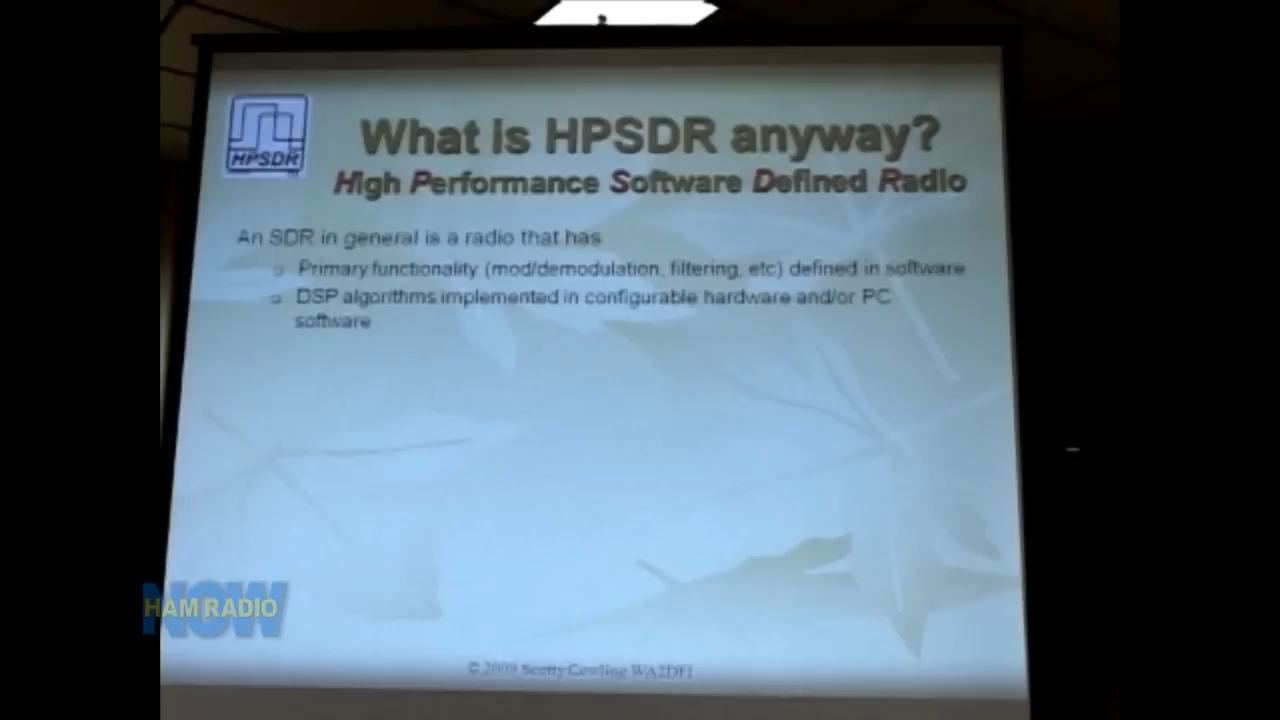 HPSDR
What is HPSDR anyway?
High Performance Software Defined Radio
An SDR in general is a radio that has
Primary functionality (mod/demodulation, filtering, etc) defined in software
DSP algorithms implemented in configurable hardware and/or PC
software
NOW
HAM RADIO
© 2009 Scotty Cowling WA2DFI